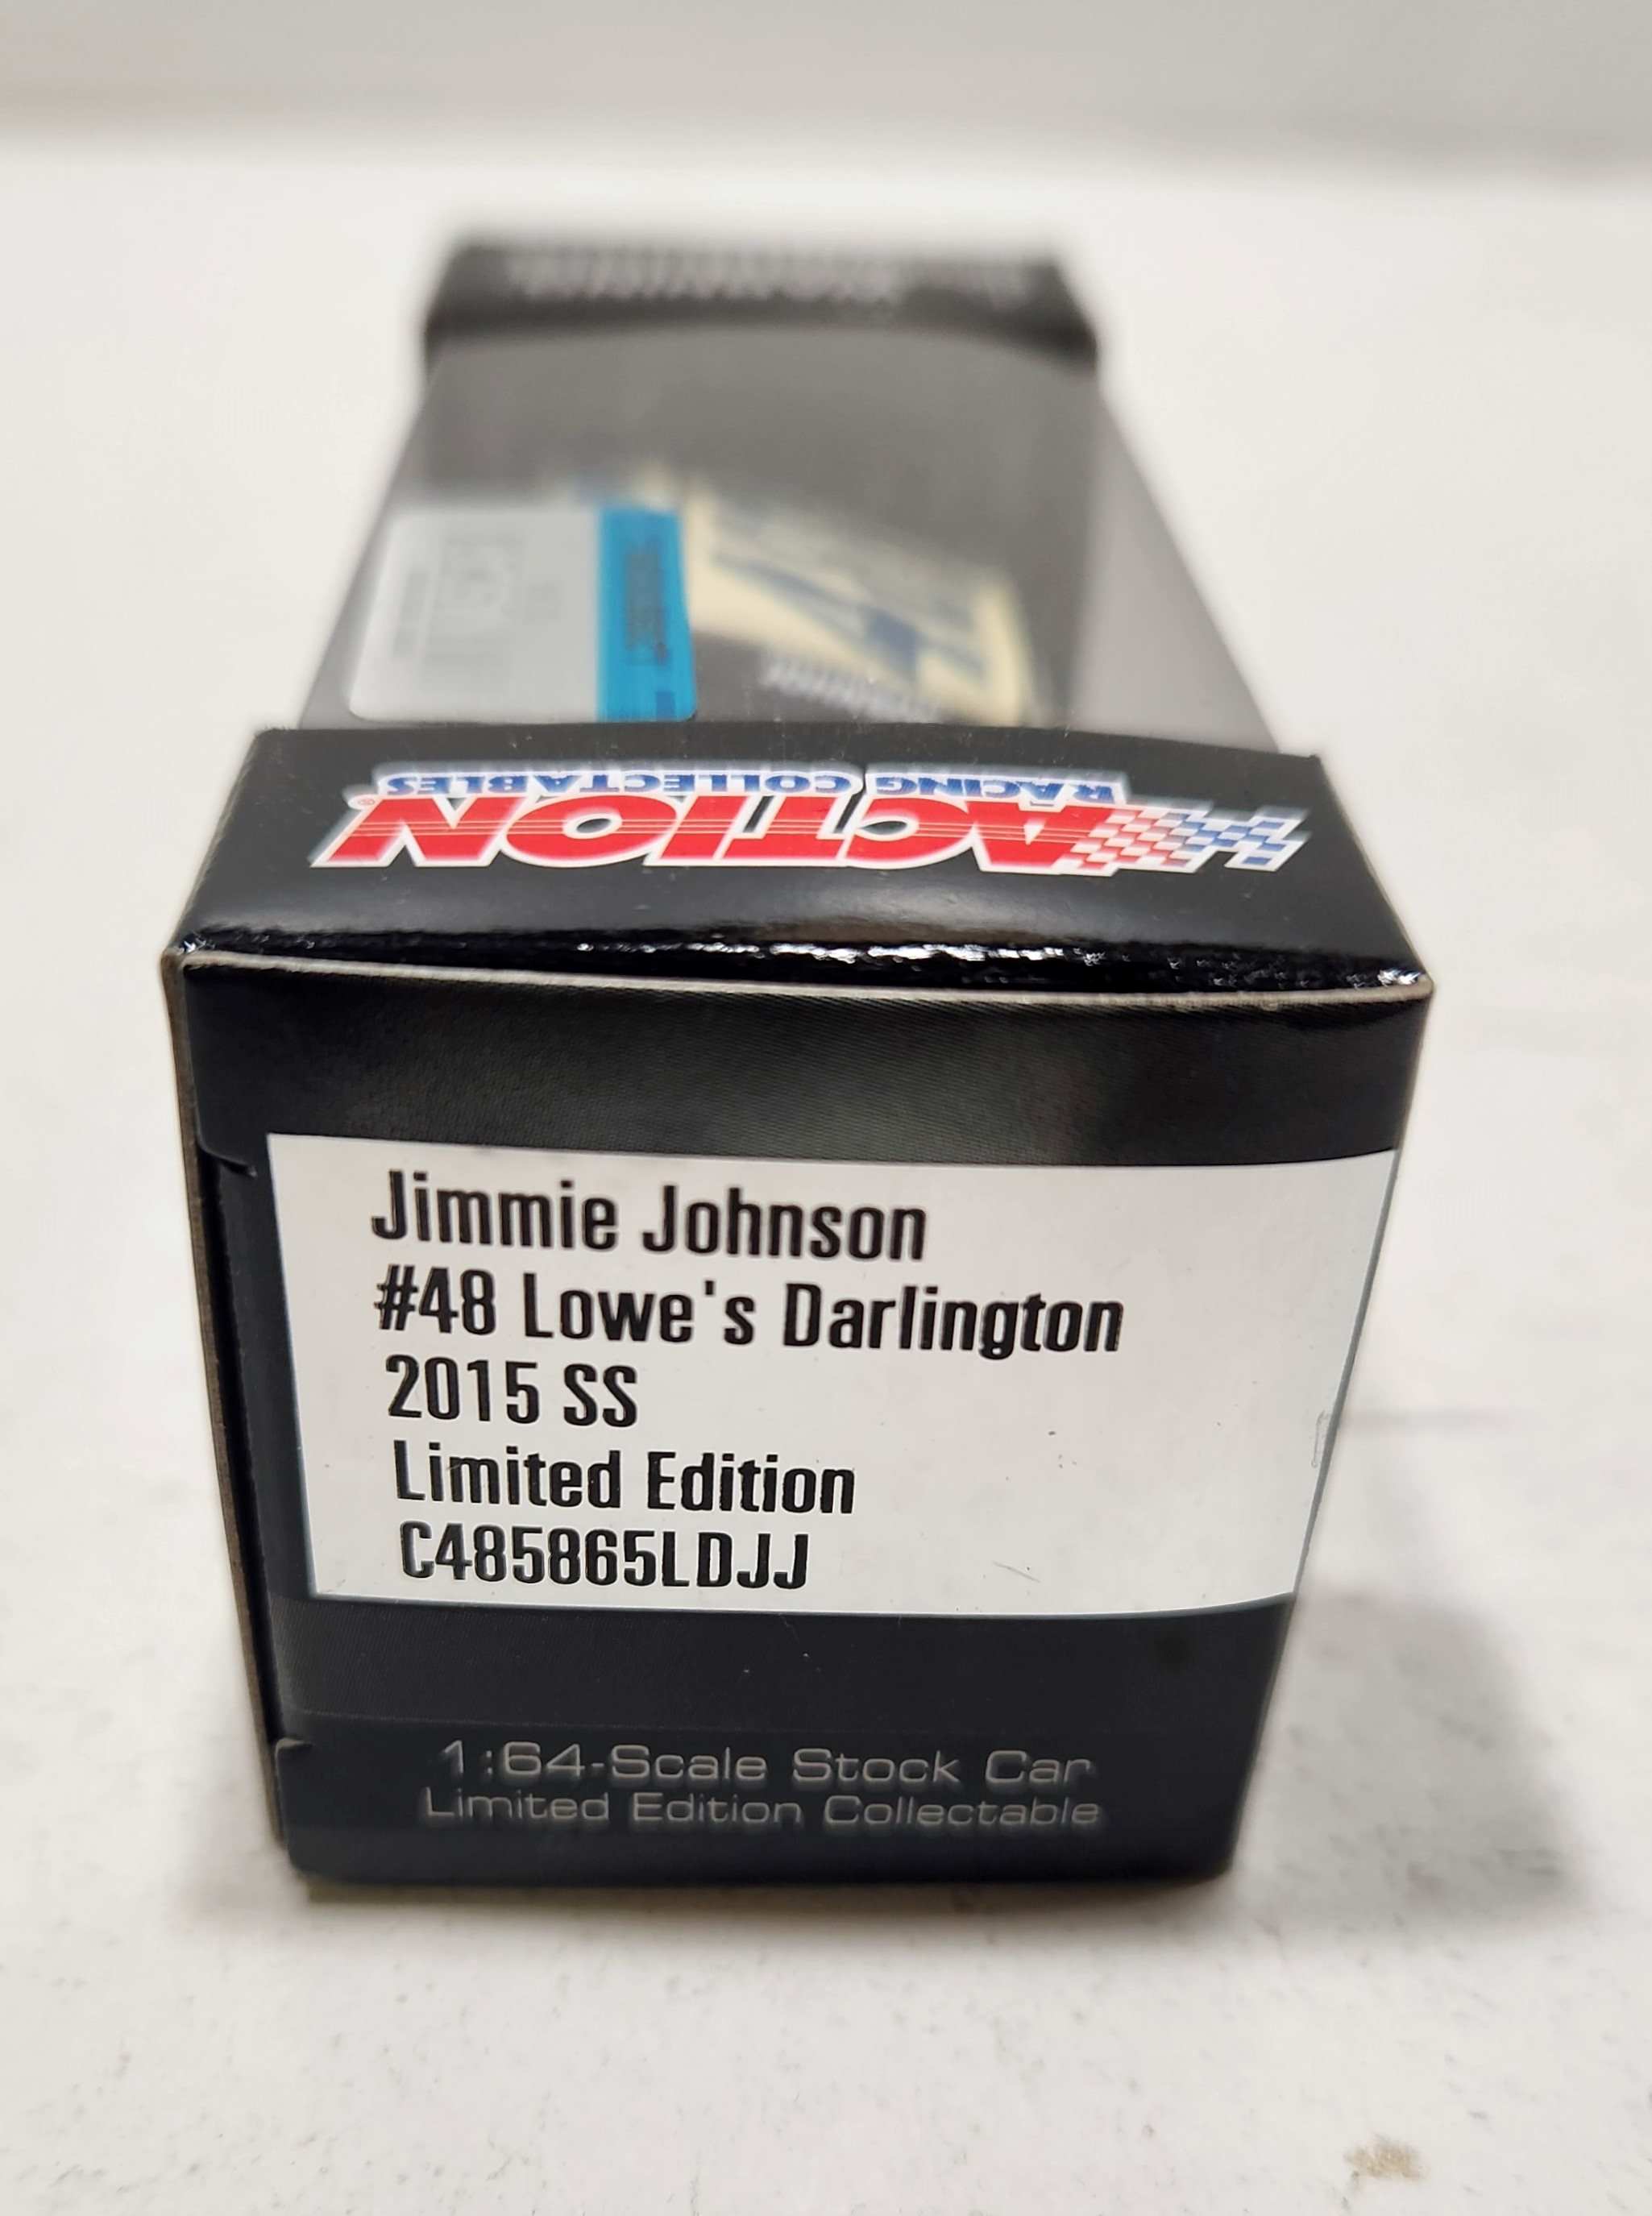 RACING COLLECTABLES
ACTION®
Jimmie Johnson
#48 Lowe's Darlington
2015 SS
Limited Edition
C485865LDJJ
1:64-Scale Stock Car
Limited Edition Collectable